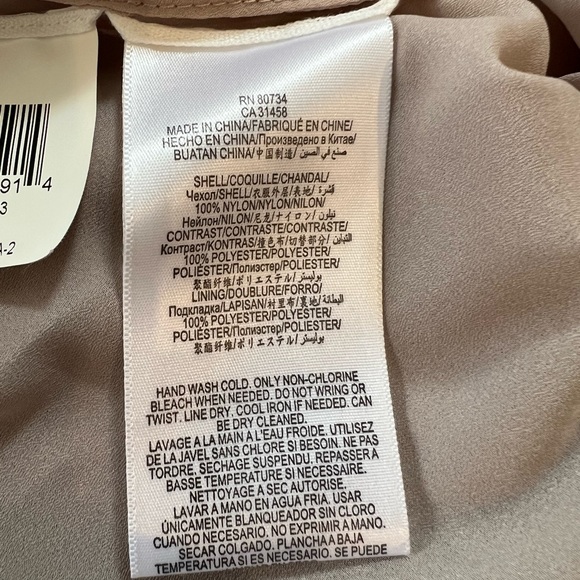 91 4
3
A-2
RN 80734
CA 31458
MADE IN CHINA/FABRIQUÉ EN CHINE/
HECHO EN CHINA/Произведено в Китае/
BUATAN CHINA/中国制造/صنع في الصين/
SHELL/COQUILLE/CHANDAL/
Чехол/SHELL/衣服外层/表地/قشرة/
100% NYLON/NYLON/NILON/
Нейлон/NILON/尼龙/ナイロン/نيلون/
CONTRAST/CONTRASTE/CONTRASTE/
Контраст/KONTRAS/撞色布/切替部分/التباين/
100% POLYESTER/POLYESTER/
POLIÉSTER/Полиэстер/POLIESTER/
聚酯纤维/ポリエステル/بوليستر/
LINING/DOUBLURE/FORRO/
Подкладка/LAPISAN/村里布/裏地/البطانة/
100% POLYESTER/POLYESTER/
POLIÉSTER/Полиэстер/POLIESTER/
聚酯纤维/ポリエステル/بوليستر/
HAND WASH COLD. ONLY NON-CHLORINE
BLEACH WHEN NEEDED. DO NOT WRING OR
TWIST. LINE DRY. COOL IRON IF NEEDED. CAN
BE DRY CLEANED.
LAVAGE A LA MAIN A L'EAU FROIDE. UTILISEZ
DE LA JAVEL SANS CHLORE SI BESOIN. NE PAS
TORDRE. SECHAGE SUSPENDU. REPASSER A
BASSE TEMPERATURE SI NECESSAIRE.
NETTOYAGE A SEC AUTORISE.
LAVAR A MANO EN AGUA FRIA. USAR
ÚNICAMENTE BLANQUEADOR SIN CLORO
CUANDO NECESARIO. NO EXPRIMIR A MANO.
SECAR COLGADO. PLANCHA A BAJA
TEMPERATURA SI ES NECESARIO. SE PUEDE